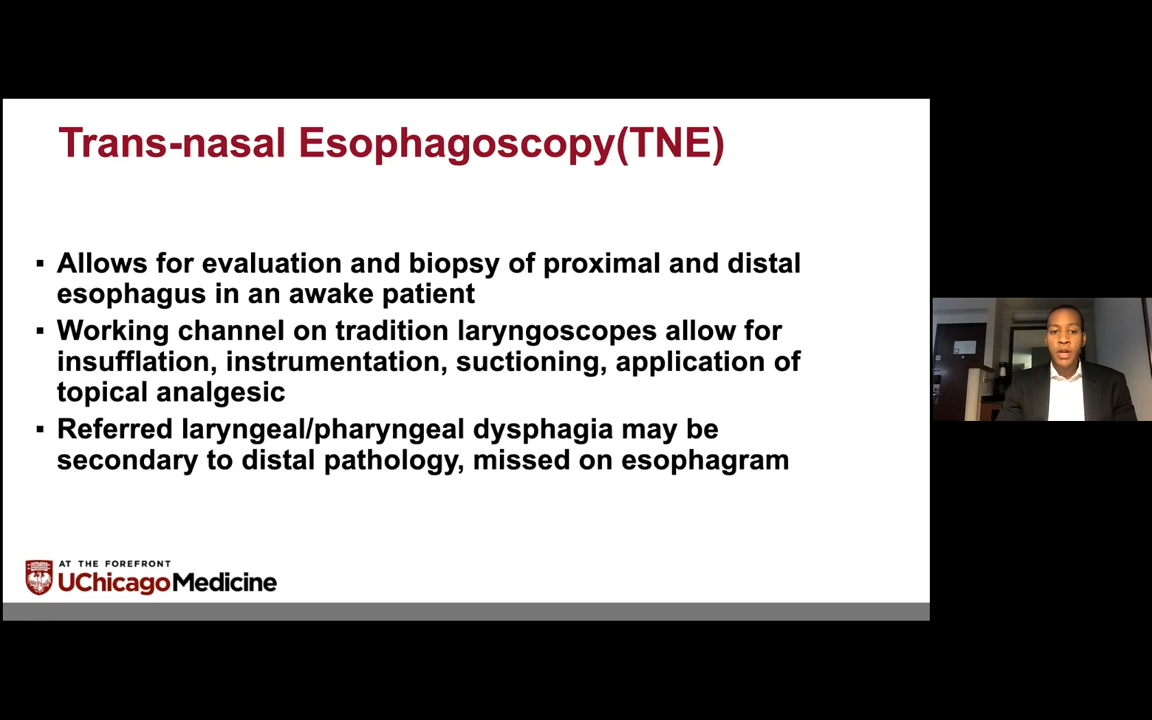 Trans-nasal Esophagoscopy(TNE)
▪ Allows for evaluation and biopsy of proximal and distal
esophagus in an awake patient
▪ Working channel on tradition laryngoscopes allow for
insufflation, instrumentation, suctioning, application of
topical analgesic
▪ Referred laryngeal/pharyngeal dysphagia may be
secondary to distal pathology, missed on esophagram
AT THE FOREFRONT
UChicagoMedicine